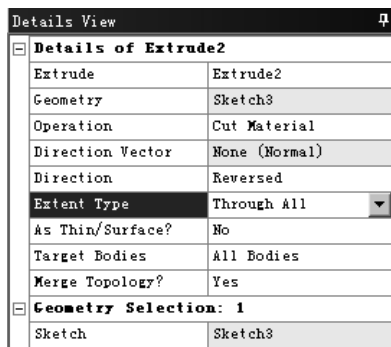 Details View
Details of Extrude2
Extrude Extrude2
Geometry Sketch3
Operation Cut Material
Direction Vector None (Normal)
Direction Reversed
Extent Type Through All
As Thin/Surface? No
Target Bodies All Bodies
Merge Topology? Yes
Geometry Selection: 1
Sketch Sketch3